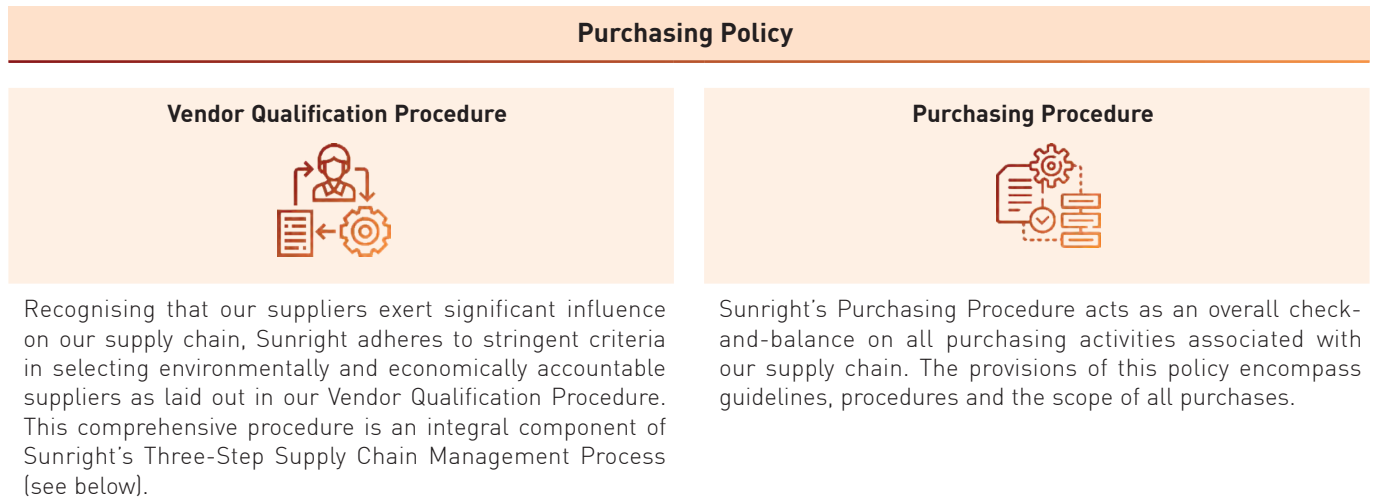 Purchasing Policy
Vendor Qualification Procedure
Recognising that our suppliers exert significant influence
on our supply chain, Sunright adheres to stringent criteria
in selecting environmentally and economically accountable
suppliers as laid out in our Vendor Qualification Procedure.
This comprehensive procedure is an integral component of
Sunright’s Three-Step Supply Chain Management Process
(see below).
Purchasing Procedure
Sunright’s Purchasing Procedure acts as an overall check-
and-balance on all purchasing activities associated with
our supply chain. The provisions of this policy encompass
guidelines, procedures and the scope of all purchases.